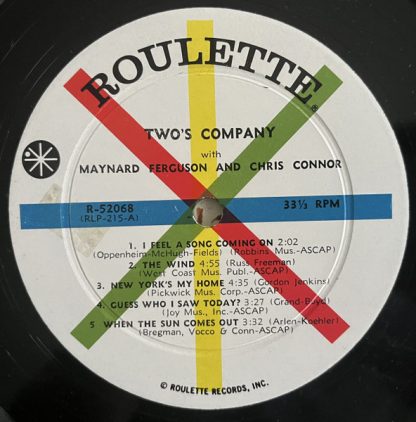 ROULETTE®
TWO'S COMPANY
with
MAYNARD FERGUSON AND CHRIS CONNOR
R-52068
(RLP-215-A)
33⅓ RPM
1. I FEEL A SONG COMING ON 2:02
(Oppenheim-McHugh-Fields) (Robbins Mus.-ASCAP)
2. THE WIND 4:55 (Russ Freeman)
(West Coast Mus. Publ.-ASCAP)
3. NEW YORK'S MY HOME 4:35 (Gordon Jenkins)
(Pickwick Mus. Corp.-ASCAP)
4. GUESS WHO I SAW TODAY? 3:27 (Grand-Boyd)
(Joy Mus., Inc.-ASCAP)
5 WHEN THE SUN COMES OUT 3:32 (Arlen-Koehler)
(Bregman, Vocco & Conn-ASCAP)
© ROULETTE RECORDS, INC.